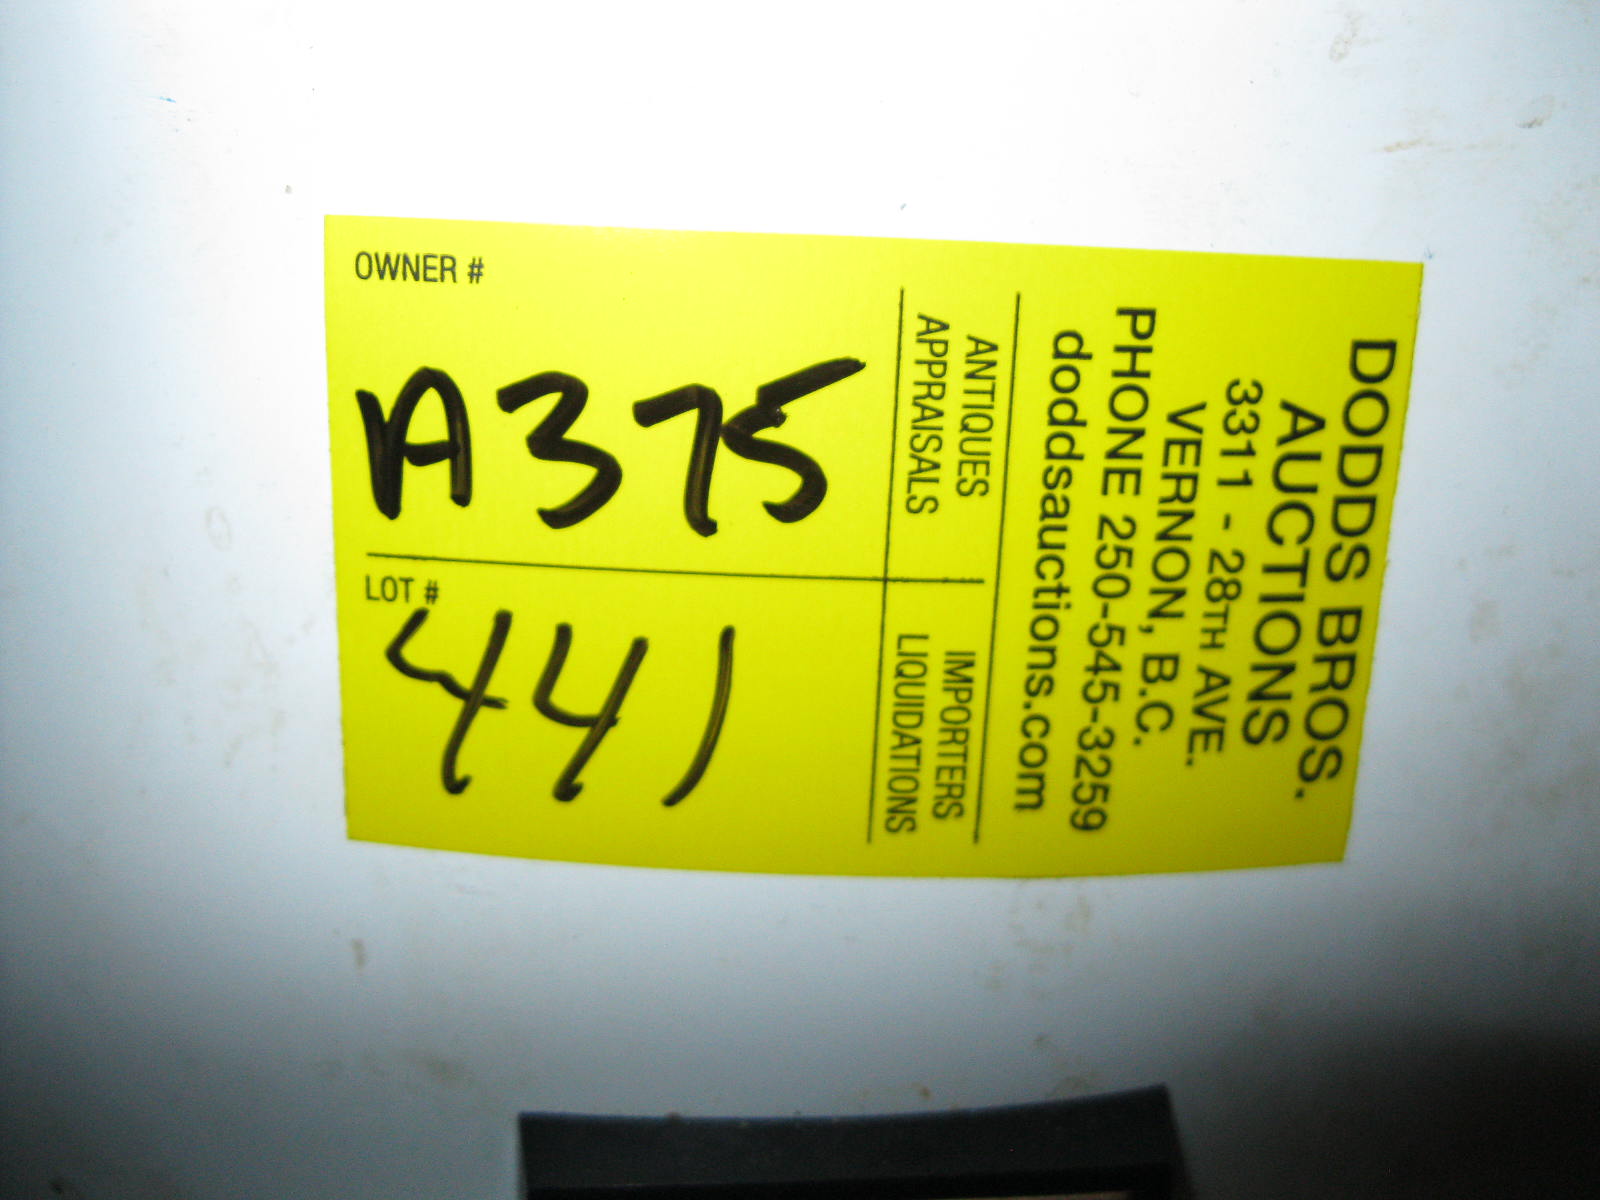 OWNER #
A375
LOT #
441
DODDS BROS.
AUCTIONS
3311 - 28TH AVE.
VERNON, B.C.
PHONE 250-545-3259
doddsauctions.com
ANTIQUES IMPORTERS
APPRAISALS LIQUIDATIONS